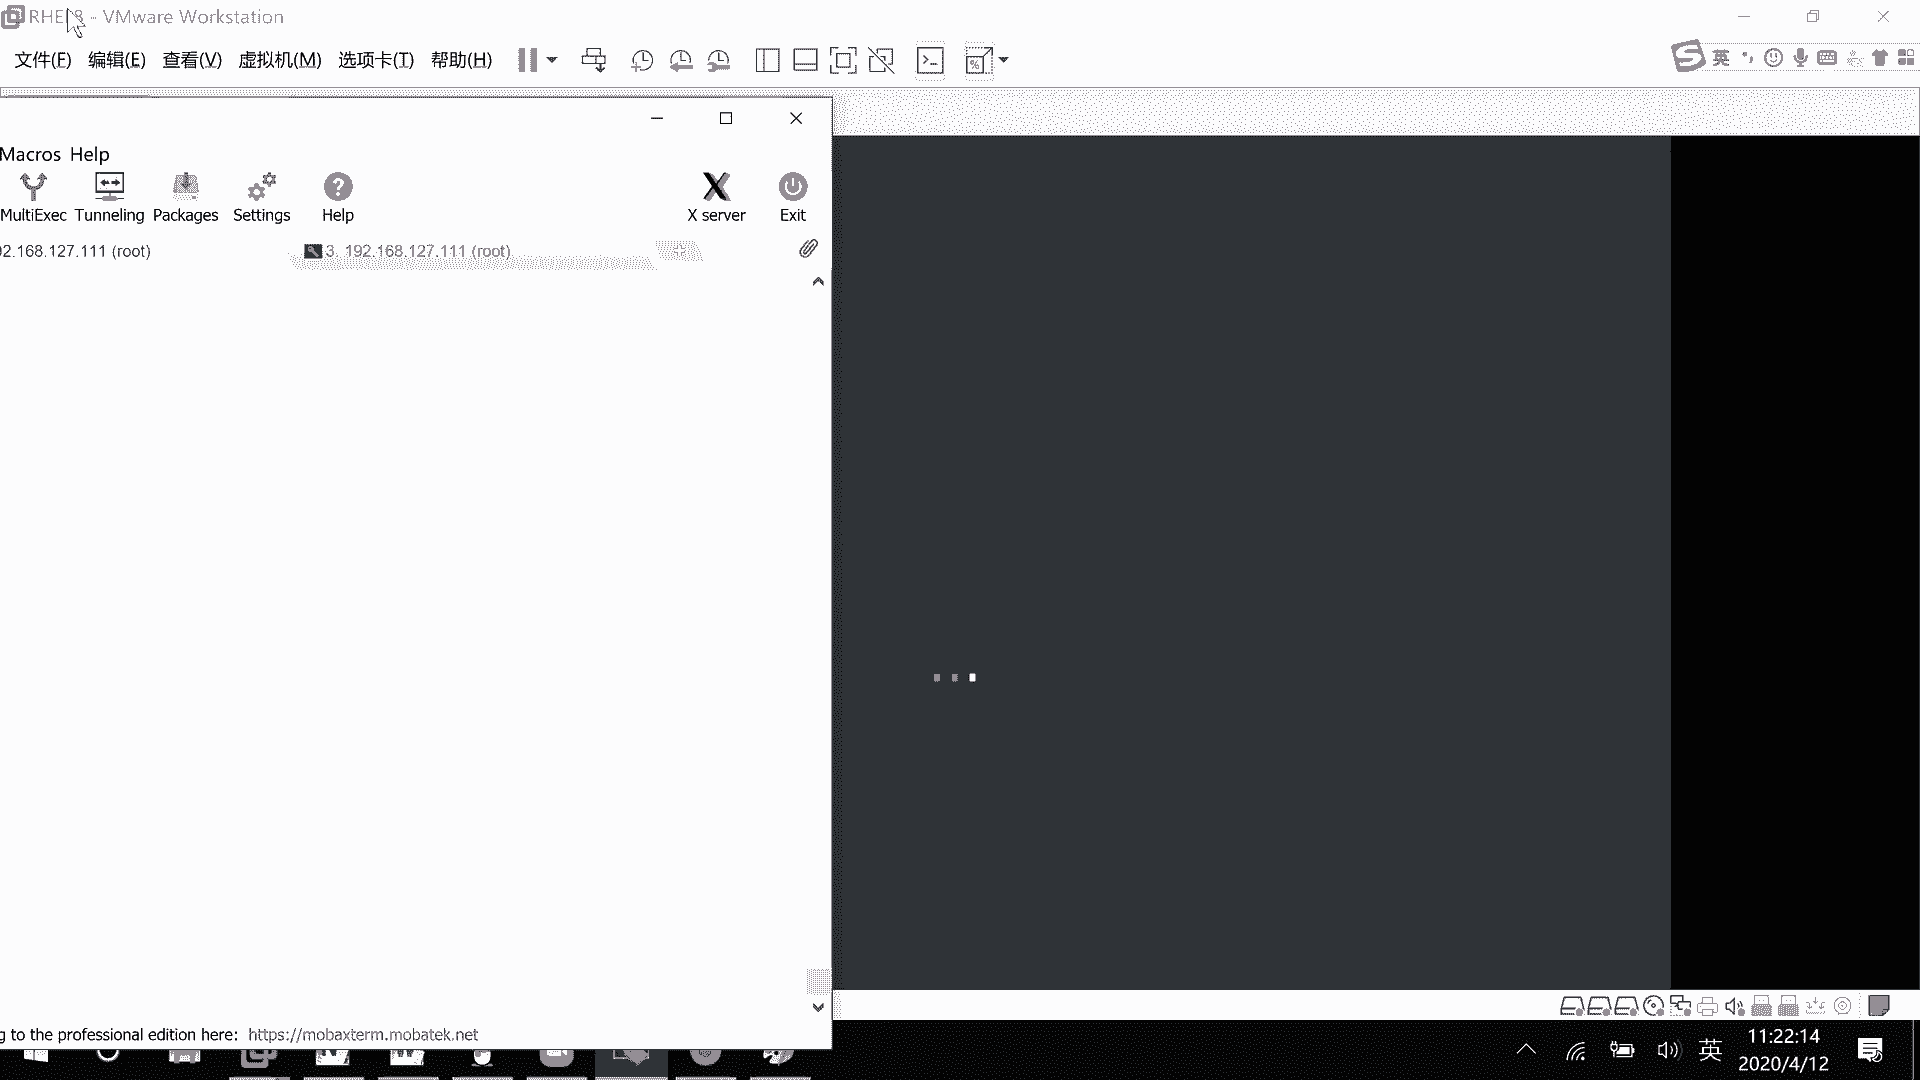 RHEL8 - VMware Workstation
文件(F) 编辑(E) 查看(V) 虚拟机(M) 选项卡(T) 帮助(H)
英
Macros Help
MultiExec Tunneling Packages Settings Help X server Exit
92.168.127.111 (root) 3. 192.168.127.111 (root)
g to the professional edition here: https://mobaxterm.mobatek.net
英 11:22:14
2020/4/12